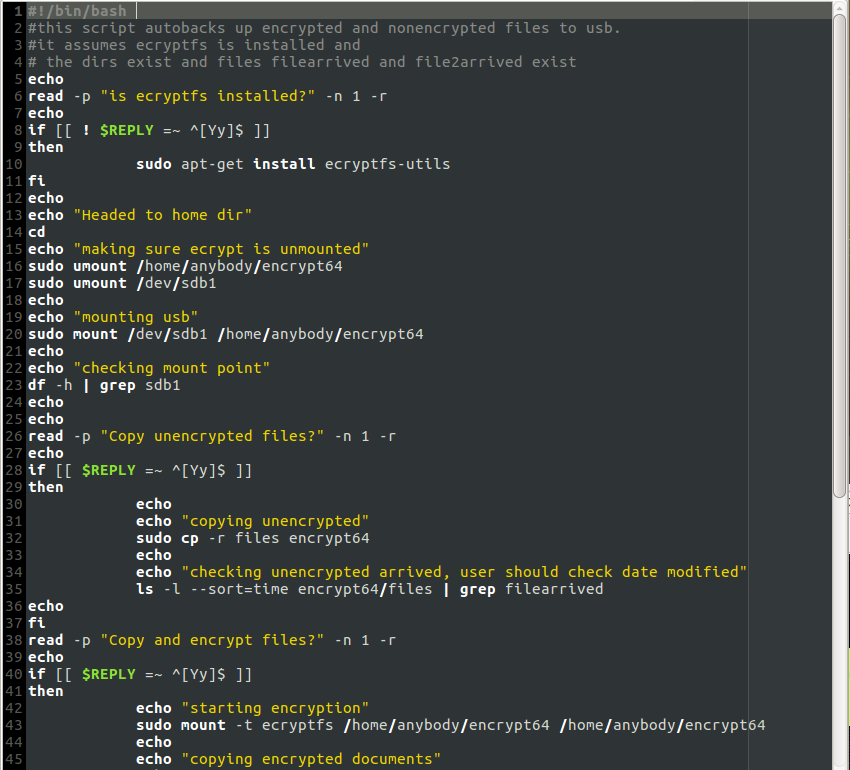 1 #!/bin/bash
2 #this script autobacks up encrypted and nonencrypted files to usb.
3 #it assumes ecryptfs is installed and
4 # the dirs exist and files filearrived and file2arrived exist
5 echo
6 read -p "is ecryptfs installed?" -n 1 -r
7 echo
8 if [[ ! $REPLY =~ ^[Yy]$ ]]
9 then
10             sudo apt-get install ecryptfs-utils
11 fi
12 echo
13 echo "Headed to home dir"
14 cd
15 echo "making sure ecrypt is unmounted"
16 sudo umount /home/anybody/encrypt64
17 sudo umount /dev/sdb1
18 echo
19 echo "mounting usb"
20 sudo mount /dev/sdb1 /home/anybody/encrypt64
21 echo
22 echo "checking mount point"
23 df -h | grep sdb1
24 echo
25 echo
26 read -p "Copy unencrypted files?" -n 1 -r
27 echo
28 if [[ $REPLY =~ ^[Yy]$ ]]
29 then
30             echo
31             echo "copying unencrypted"
32             sudo cp -r files encrypt64
33             echo
34             echo "checking unencrypted arrived, user should check date modified"
35             ls -l --sort=time encrypt64/files | grep filearrived
36 echo
37 fi
38 read -p "Copy and encrypt files?" -n 1 -r
39 echo
40 if [[ $REPLY =~ ^[Yy]$ ]]
41 then
42             echo "starting encryption"
43             sudo mount -t ecryptfs /home/anybody/encrypt64 /home/anybody/encrypt64
44             echo
45             echo "copying encrypted documents"